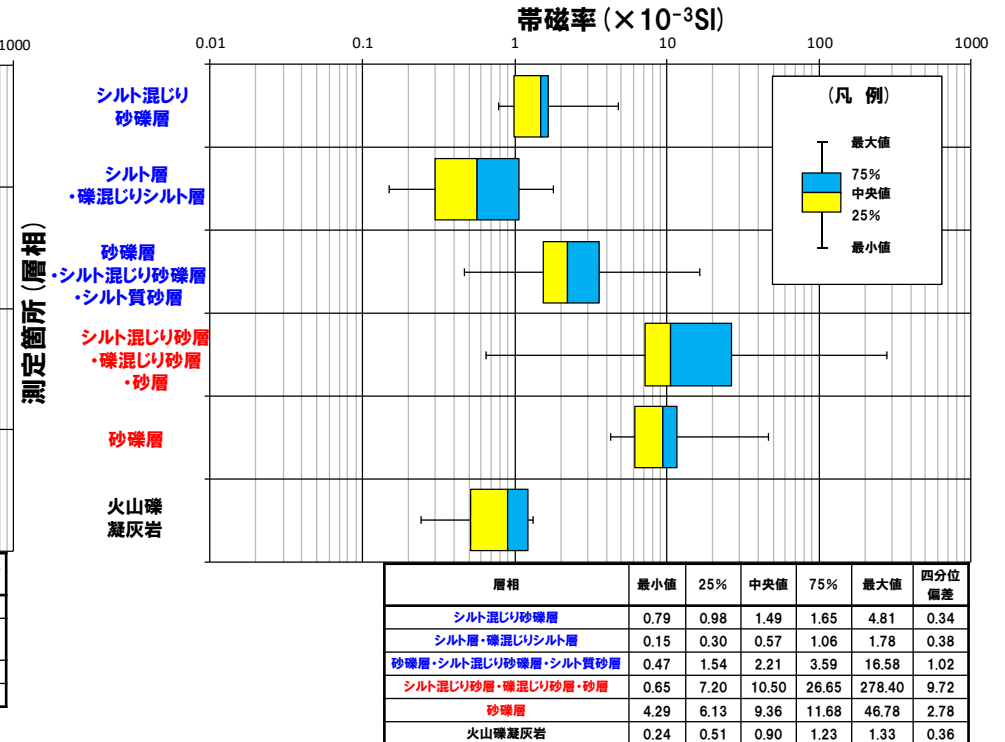 帯磁率(×10⁻³SI)
1000
0.01 0.1 1 10 100 1000
測定箇所(層相)
シルト混じり
砂礫層
シルト層
・礫混じりシルト層
砂礫層
・シルト混じり砂礫層
・シルト質砂層
シルト混じり砂層
・礫混じり砂層
・砂層
砂礫層
火山礫
凝灰岩
(凡 例)
最大値
75%
中央値
25%
最小値
層相 最小値 25% 中央値 75% 最大値 四分位
偏差
シルト混じり砂礫層 0.79 0.98 1.49 1.65 4.81 0.34
シルト層・礫混じりシルト層 0.15 0.30 0.57 1.06 1.78 0.38
砂礫層・シルト混じり砂礫層・シルト質砂層 0.47 1.54 2.21 3.59 16.58 1.02
シルト混じり砂層・礫混じり砂層・砂層 0.65 7.20 10.50 26.65 278.40 9.72
砂礫層 4.29 6.13 9.36 11.68 46.78 2.78
火山礫凝灰岩 0.24 0.51 0.90 1.23 1.33 0.36